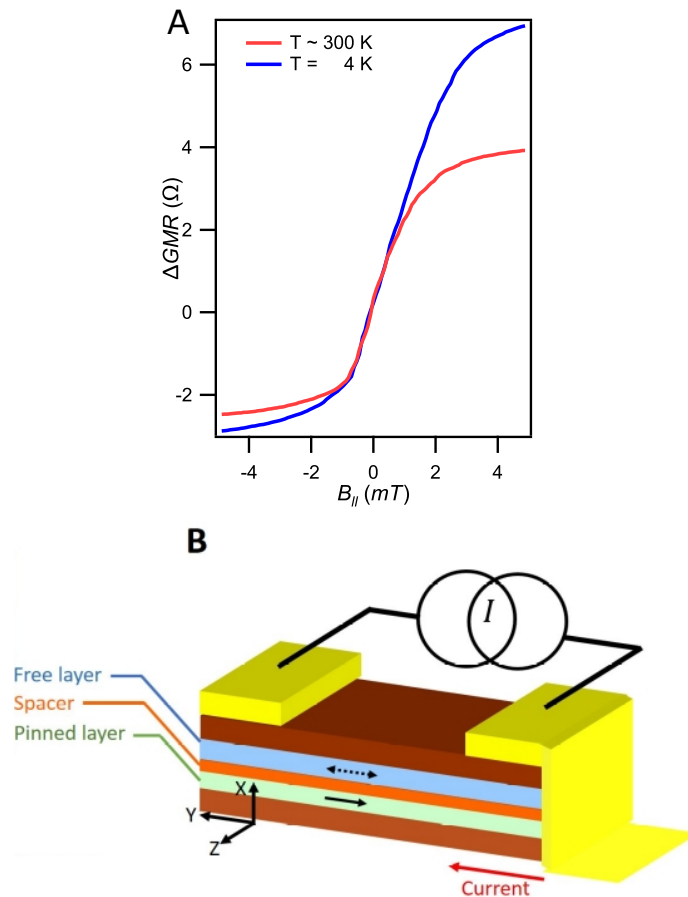 A
T ~ 300 K
T = 4 K
6
4
2
0
-2
ΔGMR (Ω)
-4 -2 0 2 4
B// (mT)
B
I
Free layer
Spacer
Pinned layer
X
Y
Z
Current